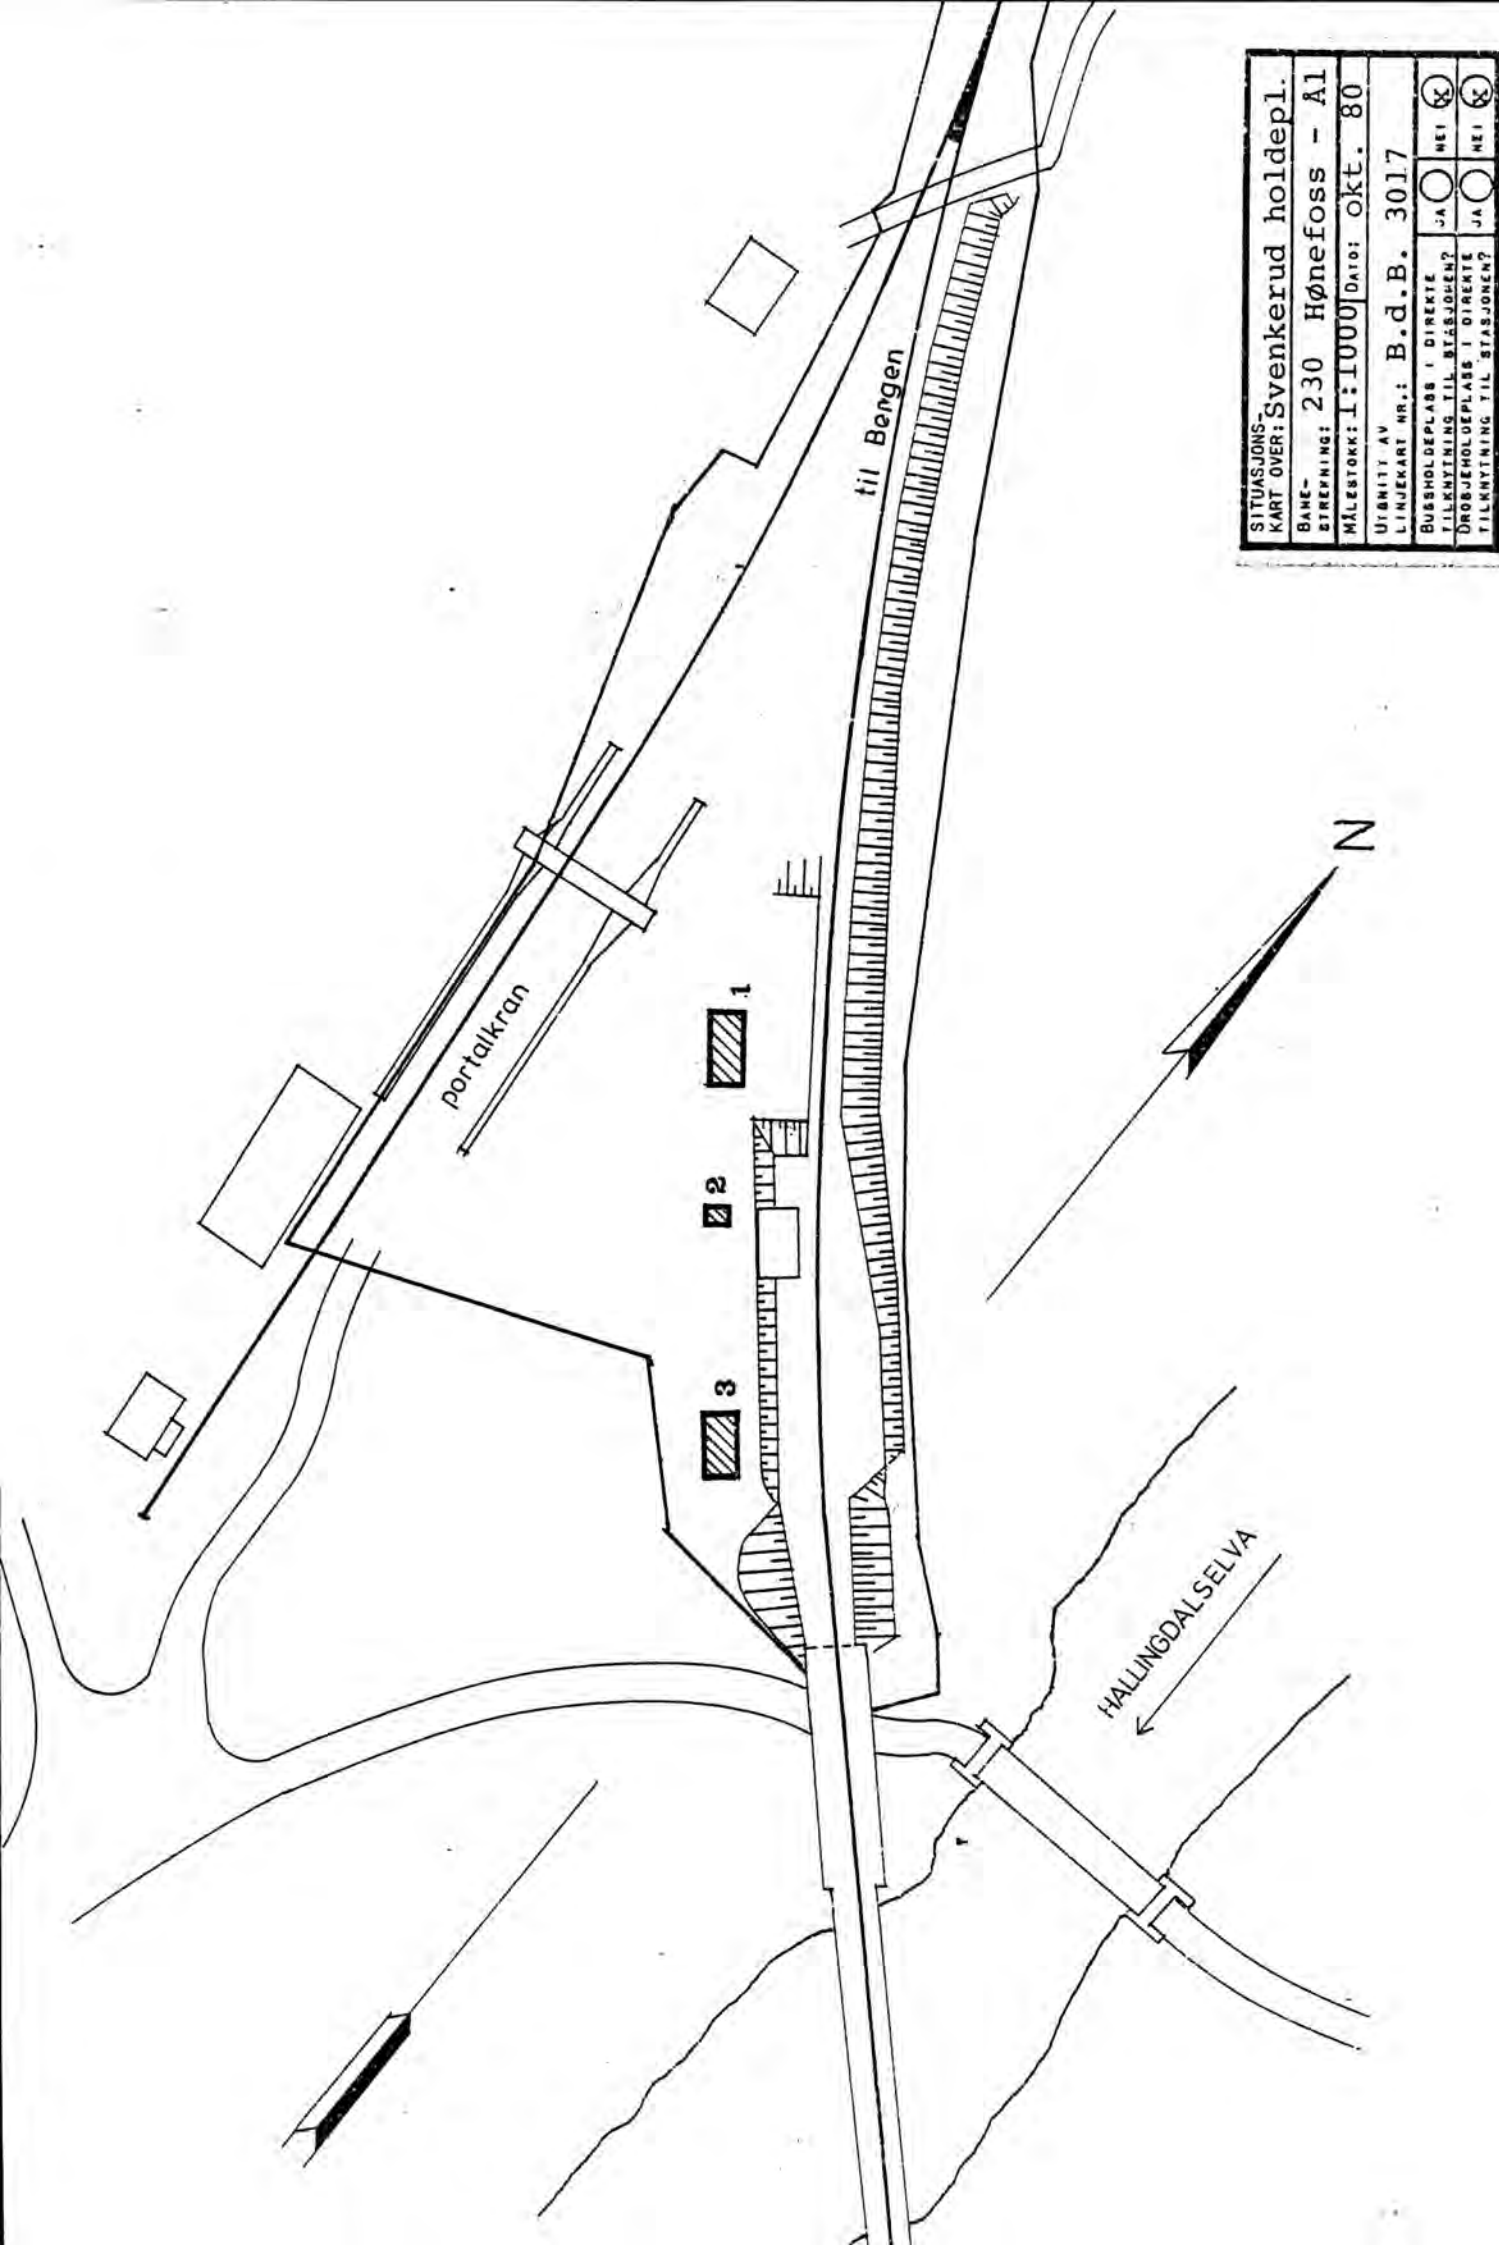 til Bergen
portalkran
1
2
3
N
HALLINGDALSELVA
SITUASJONS-
KART OVER: Svenkerud holdepl.
BANE-
STREKNING: 230 Hønefoss - Ål
MÅLESTOKK: 1:1000 DATO: okt. 80
UTSNITT AV
LINJEKART NR.: B.d.B. 3017
BUSSHOLDEPLASS I DIREKTE
TILKNYTNING TIL STASJONEN? JA NEI X
DROSJEHOLDEPLASS I DIREKTE
TILKNYTNING TIL STASJONEN? JA NEI X